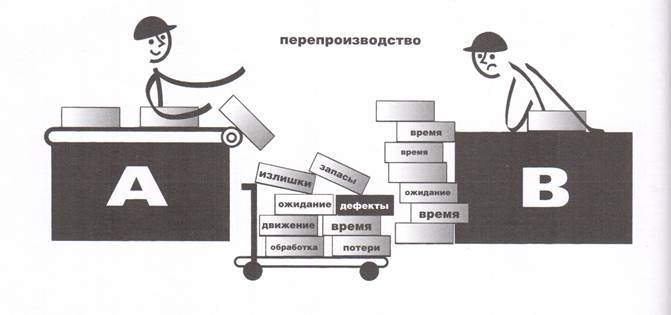 перепроизводство
A
B
излишки
запасы
ожидание
дефекты
движение
время
обработка
потери
время
время
ожидание
время